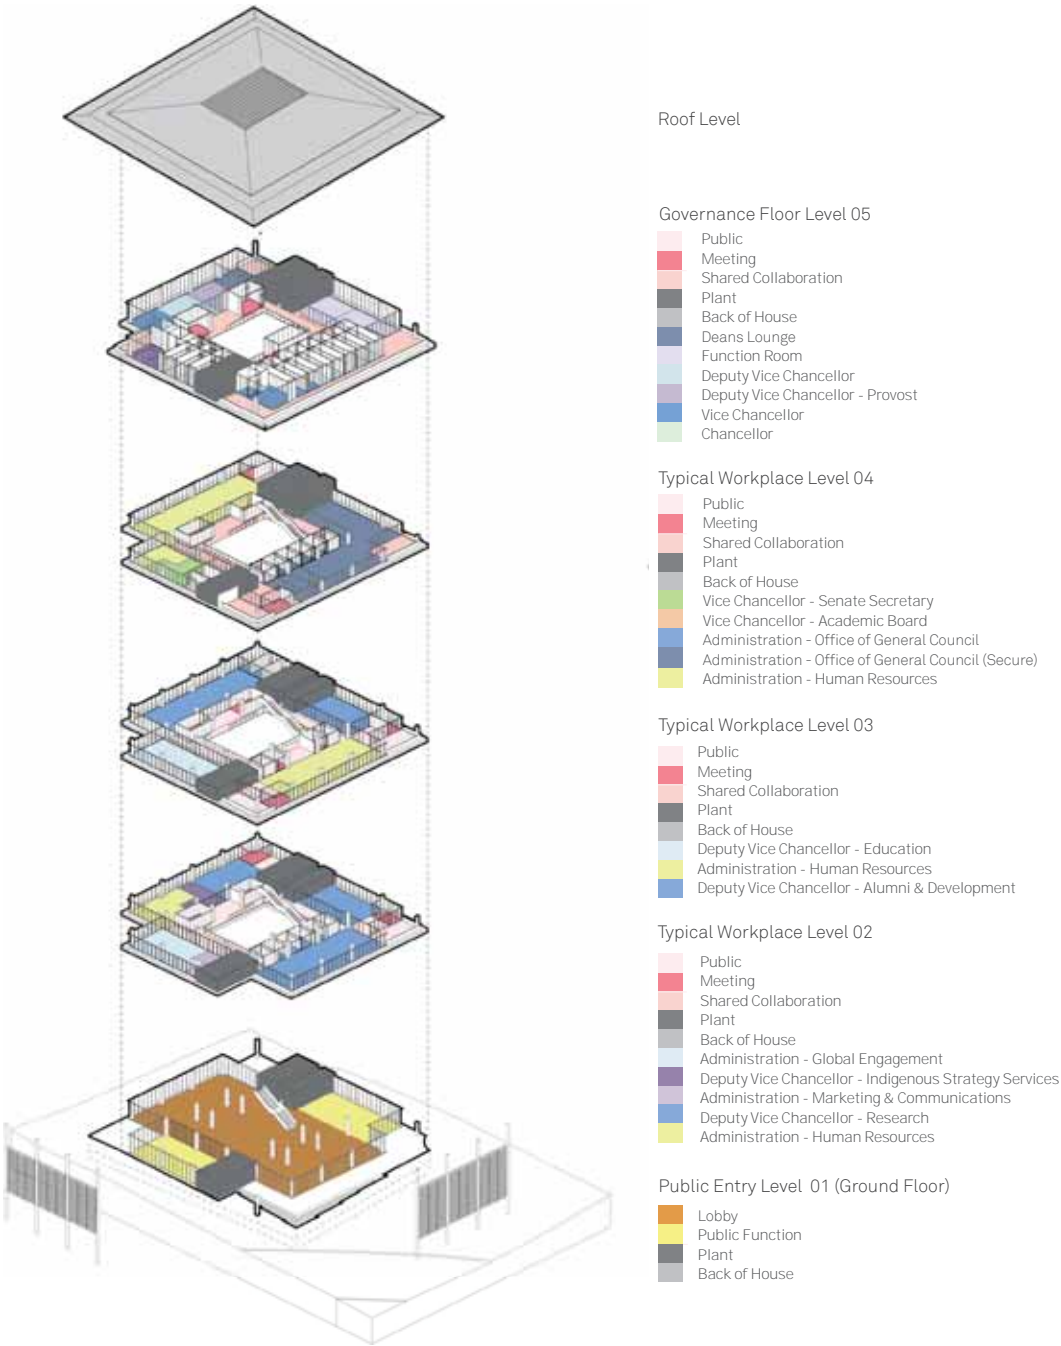 Roof Level
Governance Floor Level 05
Public
Meeting
Shared Collaboration
Plant
Back of House
Deans Lounge
Function Room
Deputy Vice Chancellor
Deputy Vice Chancellor - Provost
Vice Chancellor
Chancellor
Typical Workplace Level 04
Public
Meeting
Shared Collaboration
Plant
Back of House
Vice Chancellor - Senate Secretary
Vice Chancellor - Academic Board
Administration - Office of General Council
Administration - Office of General Council (Secure)
Administration - Human Resources
Typical Workplace Level 03
Public
Meeting
Shared Collaboration
Plant
Back of House
Deputy Vice Chancellor - Education
Administration - Human Resources
Deputy Vice Chancellor - Alumni & Development
Typical Workplace Level 02
Public
Meeting
Shared Collaboration
Plant
Back of House
Administration - Global Engagement
Deputy Vice Chancellor - Indigenous Strategy Services
Administration - Marketing & Communications
Deputy Vice Chancellor - Research
Administration - Human Resources
Public Entry Level 01 (Ground Floor)
Lobby
Public Function
Plant
Back of House